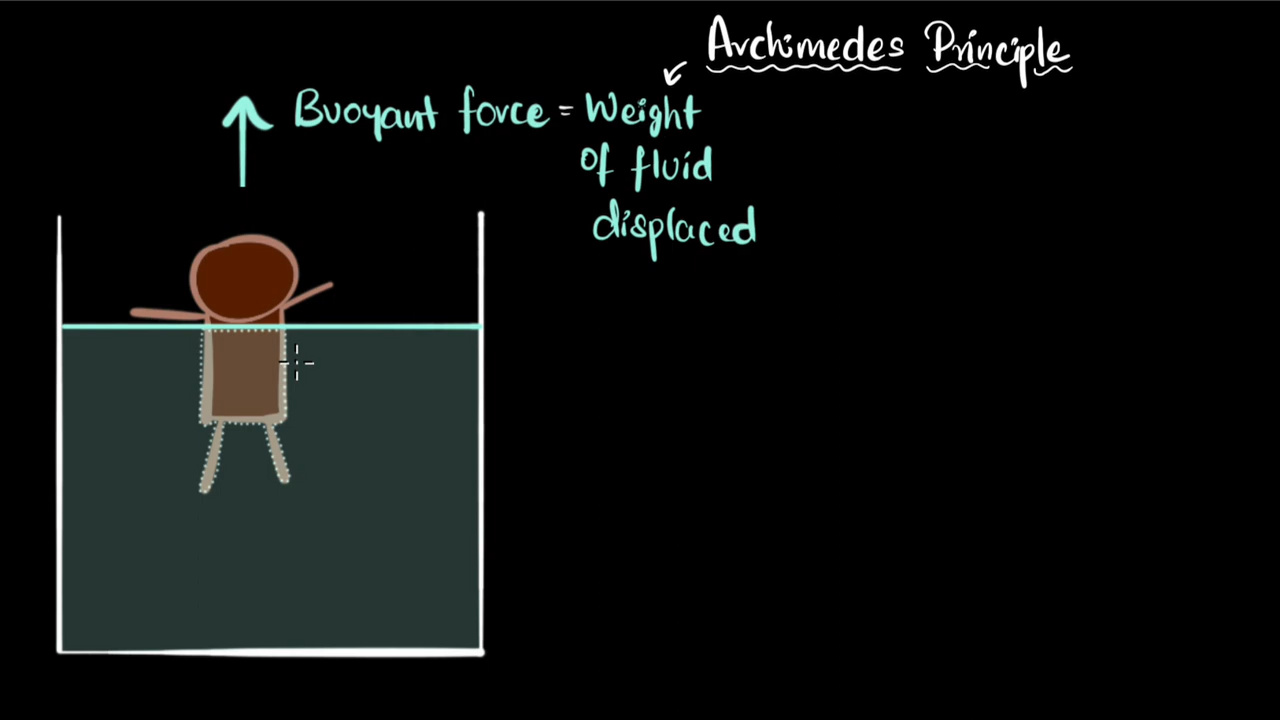 Archimedes Principle
Buoyant force = Weight
of fluid
displaced